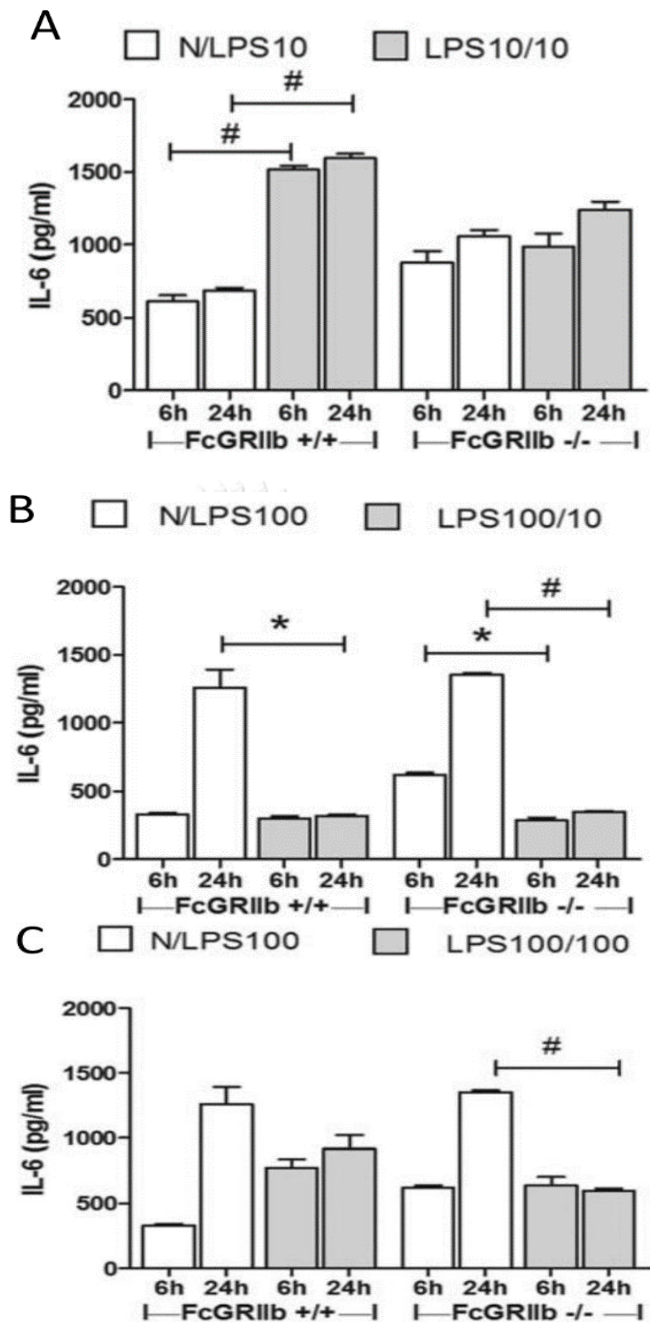 A
N/LPS10 LPS10/10
#
#
2000
1500
1000
500
0
IL-6 (pg/ml)
6h 24h 6h 24h 6h 24h 6h 24h
FcGRIIb +/+ FcGRIIb -/-
B
N/LPS100 LPS100/10
2000
1500
1000
500
0
IL-6 (pg/ml)
* * #
6h 24h 6h 24h 6h 24h 6h 24h
FcGRIIb +/+ FcGRIIb -/-
C
N/LPS100 LPS100/100
2000
1500
1000
500
0
IL-6 (pg/ml)
#
6h 24h 6h 24h 6h 24h 6h 24h
FcGRIIb +/+ FcGRIIb -/-